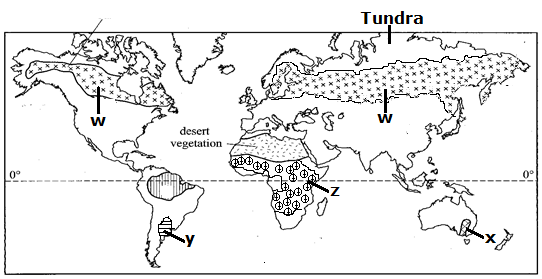 Tundra
W
W
desert
vegetation
0°
0°
Z
y
X